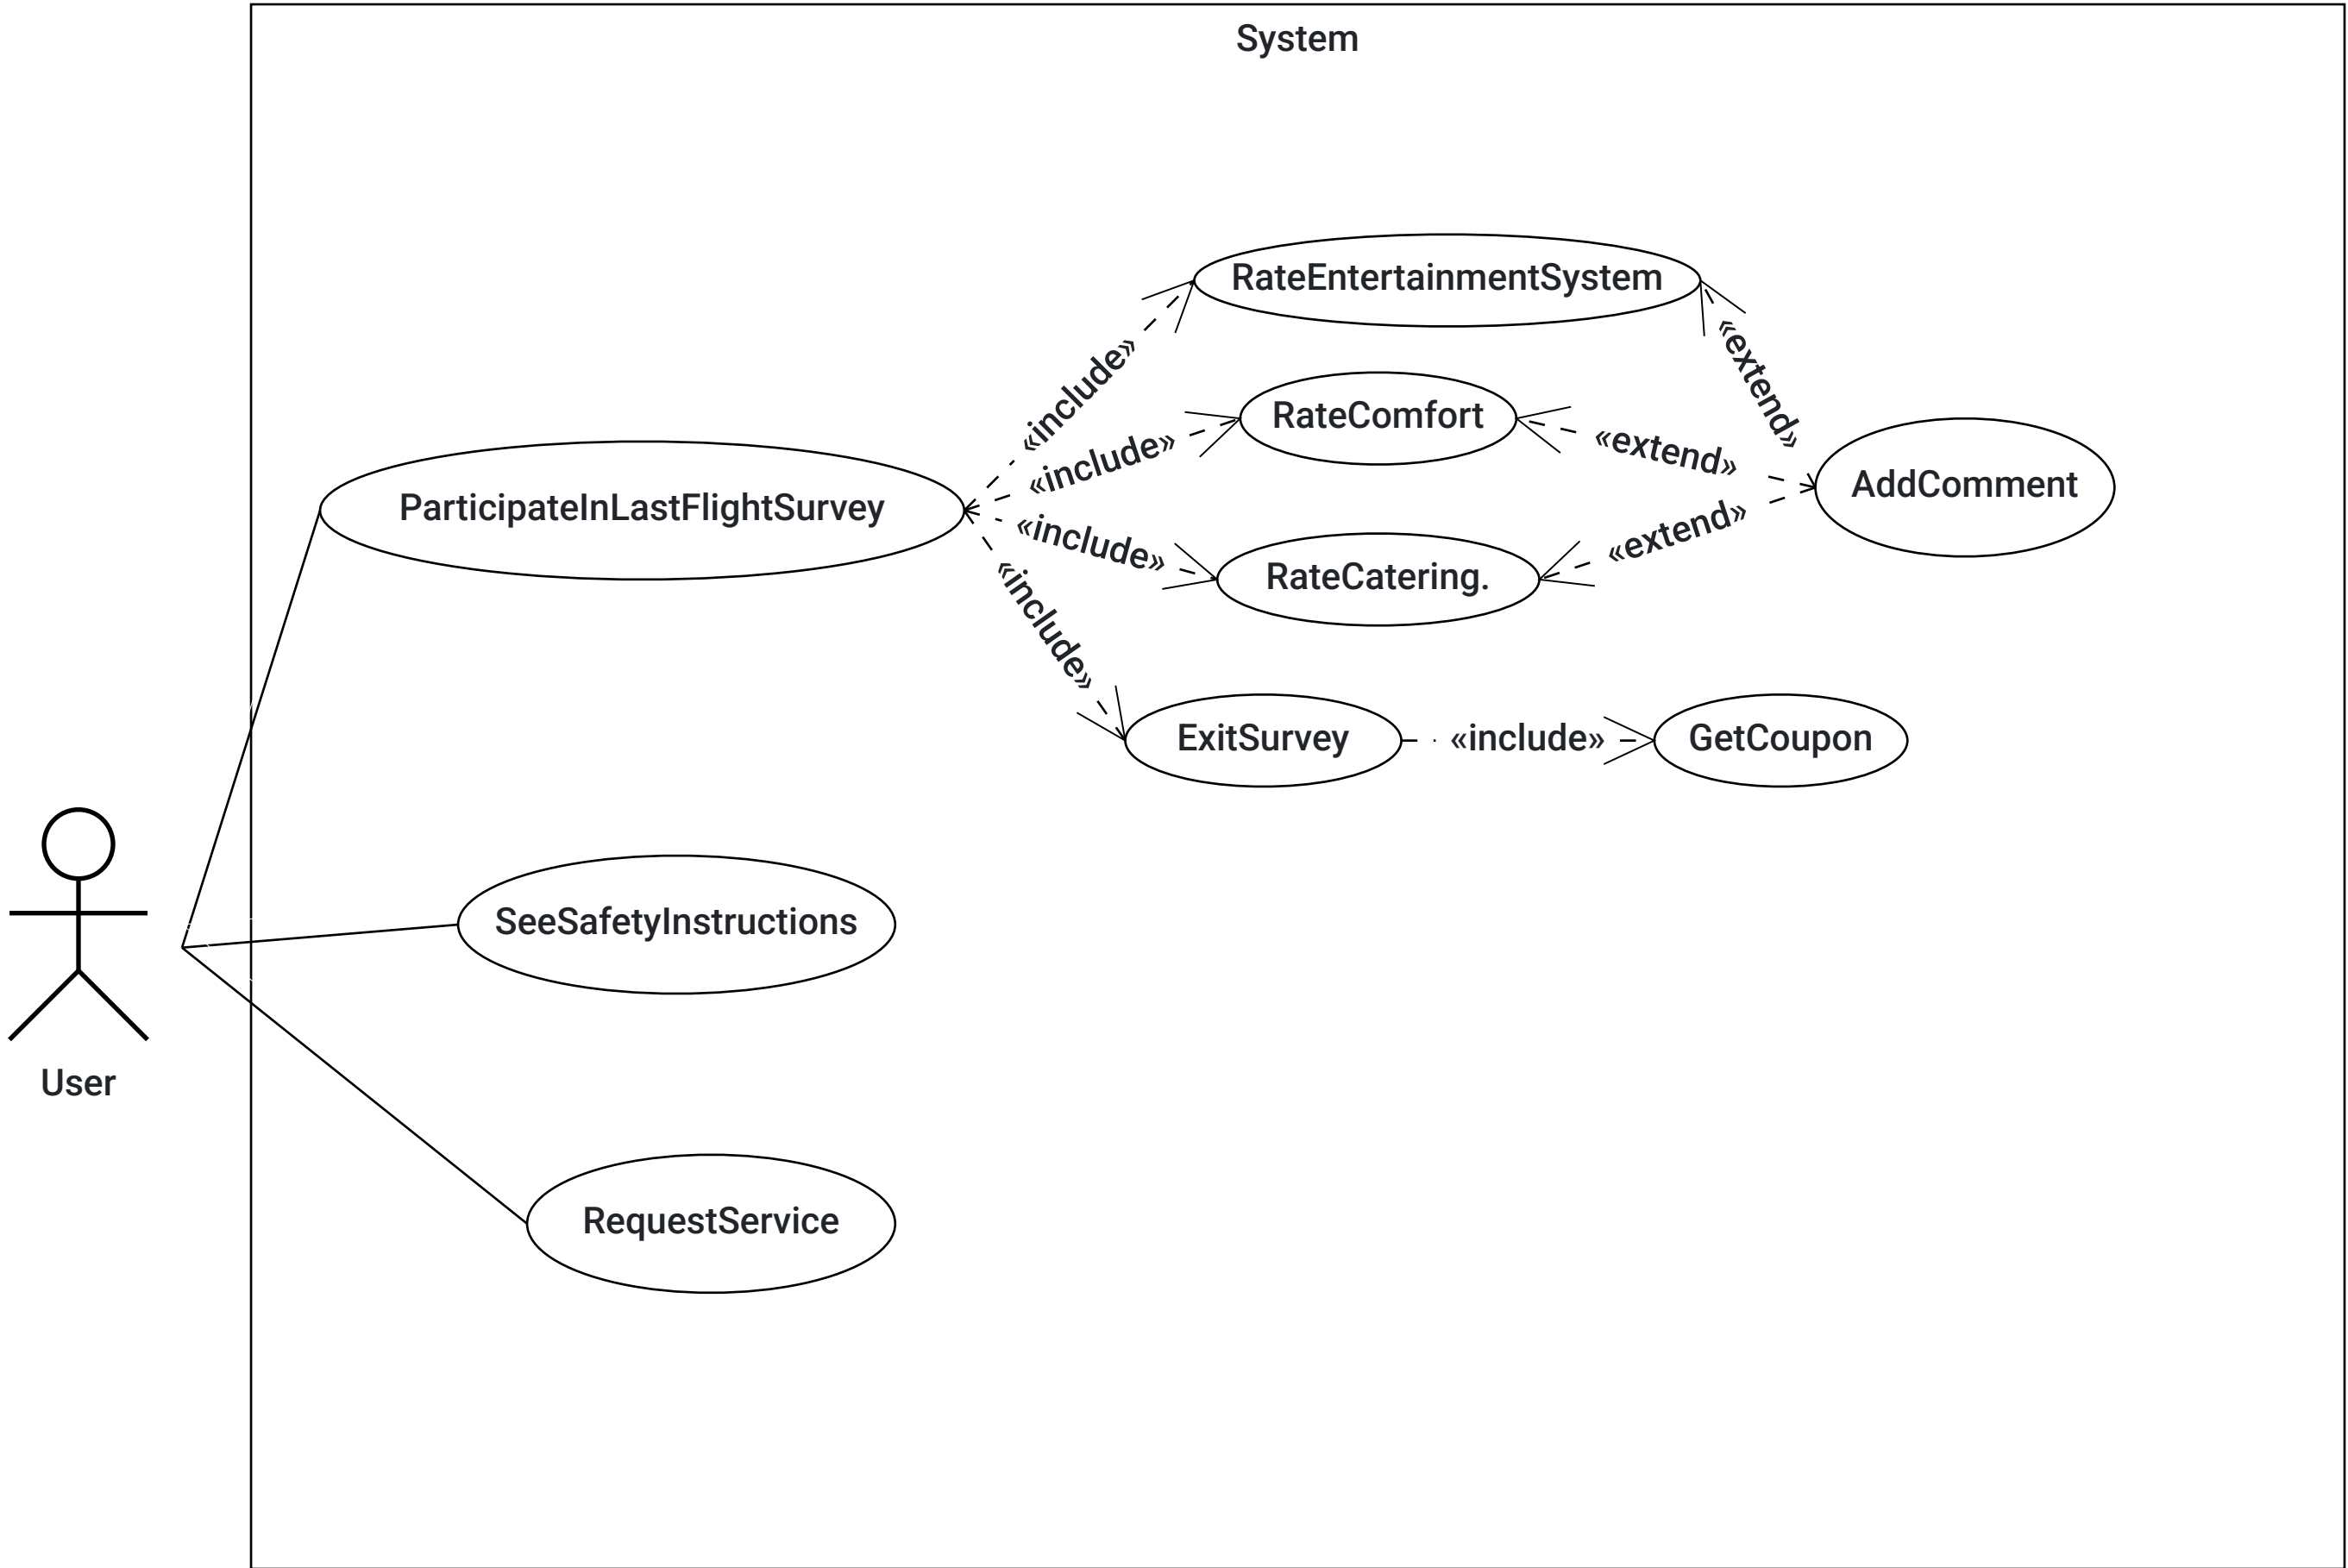 System
RateEntertainmentSystem
«include»
«extend»
RateComfort
«include»
«extend»
AddComment
ParticipateInLastFlightSurvey
«include»
«extend»
RateCatering.
«include»
ExitSurvey
«include»
GetCoupon
SeeSafetyInstructions
User
RequestService